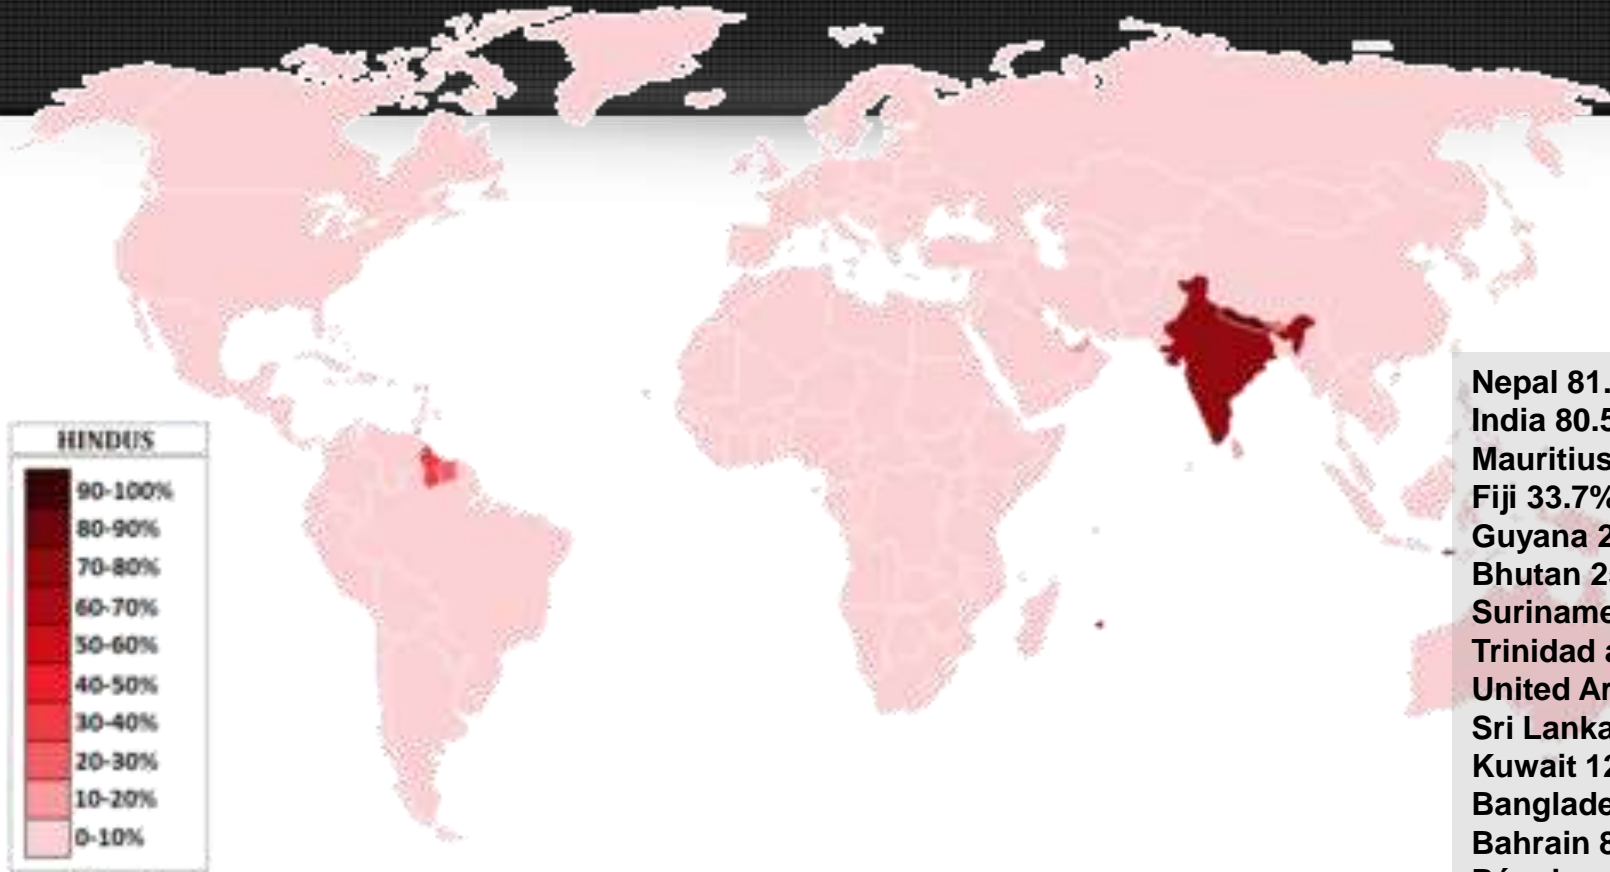 HINDUS
90-100%
80-90%
70-80%
60-70%
50-60%
40-50%
30-40%
20-30%
10-20%
0-10%
Nepal 81.
India 80.5
Mauritius
Fiji 33.7%
Guyana 2
Bhutan 2
Suriname
Trinidad a
United Ar
Sri Lanka
Kuwait 12
Banglade
Bahrain 8